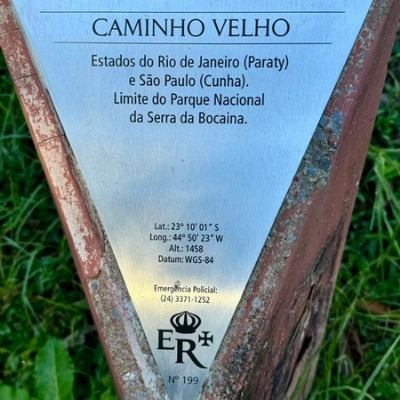 CAMINHO VELHO
Estados do Rio de Janeiro (Paraty)
e São Paulo (Cunha).
Limite do Parque Nacional
da Serra da Bocaina.
Lat.: 23º 10' 01" S
Long.: 44º 50' 23" W
Alt.: 1458
Datum: WGS-84
Emergência Policial:
(24) 3371-1252
ER
Nº 199